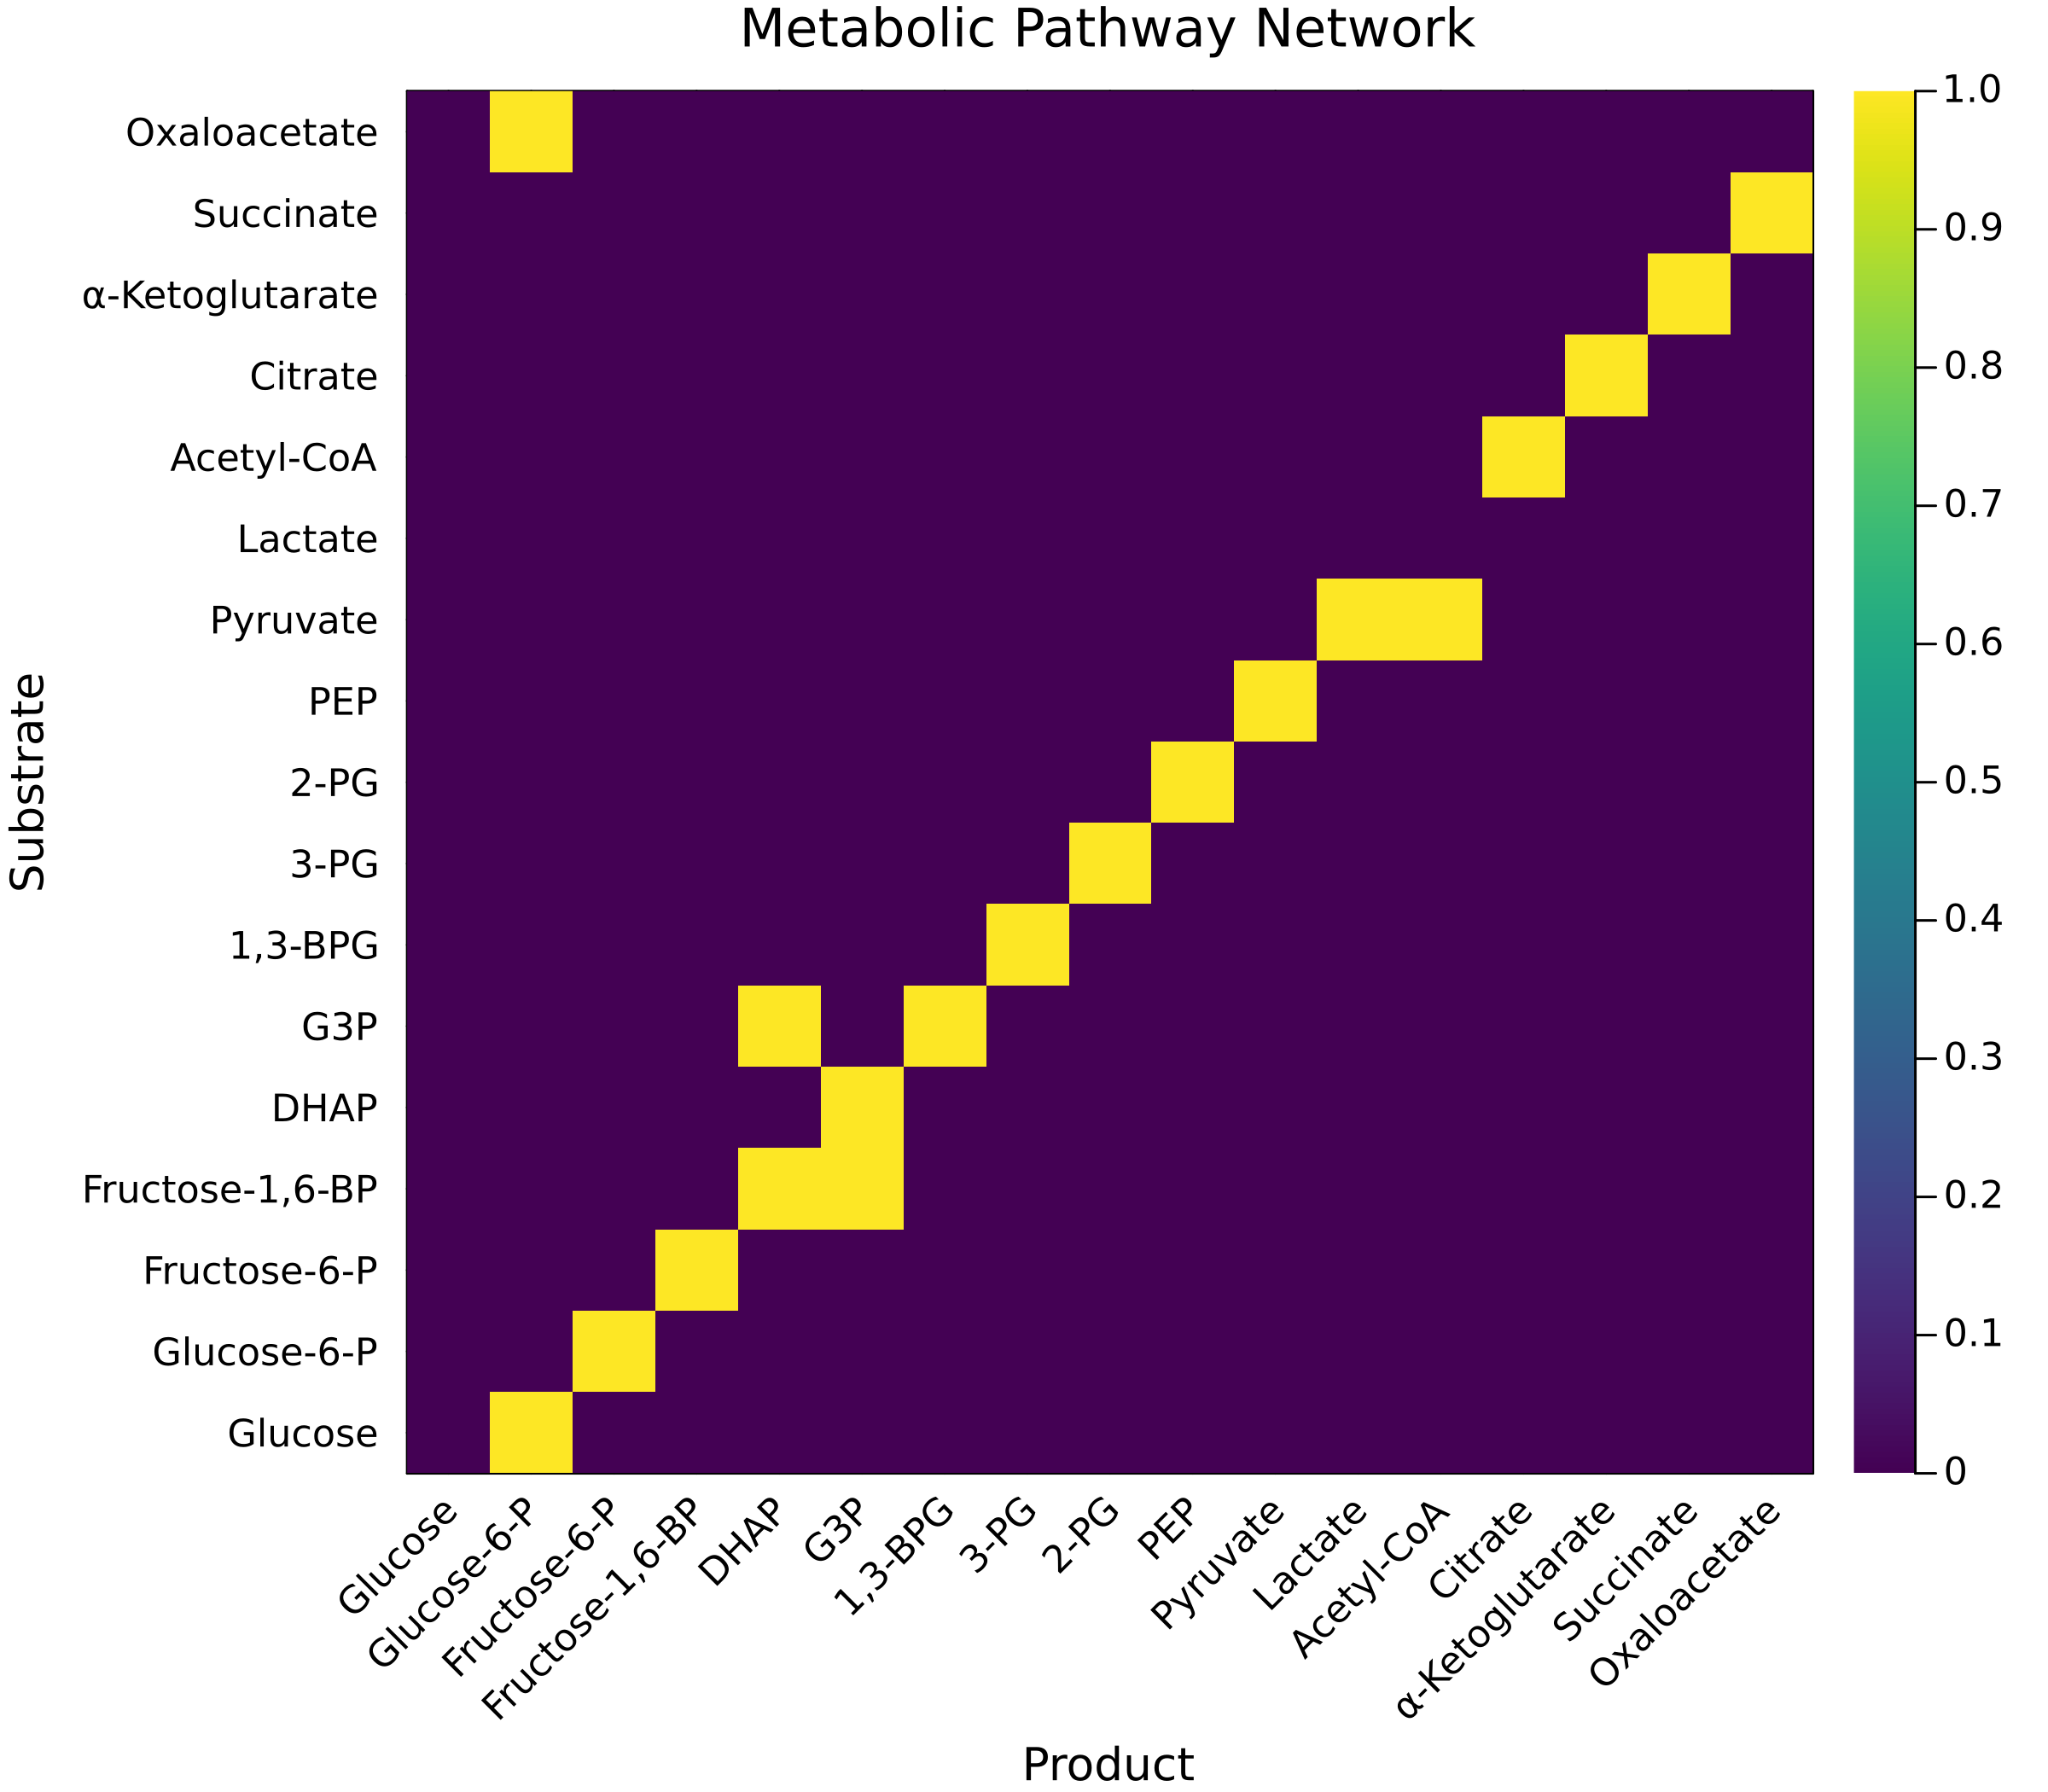 Metabolic Pathway Network
Substrate
Oxaloacetate
Succinate
α-Ketoglutarate
Citrate
Acetyl-CoA
Lactate
Pyruvate
PEP
2-PG
3-PG
1,3-BPG
G3P
DHAP
Fructose-1,6-BP
Fructose-6-P
Glucose-6-P
Glucose
Glucose
Glucose-6-P
Fructose-6-P
Fructose-1,6-BP
DHAP
G3P
1,3-BPG
3-PG
2-PG
PEP
Pyruvate
Lactate
Acetyl-CoA
Citrate
α-Ketoglutarate
Succinate
Oxaloacetate
Product
1.0
0.9
0.8
0.7
0.6
0.5
0.4
0.3
0.2
0.1
0